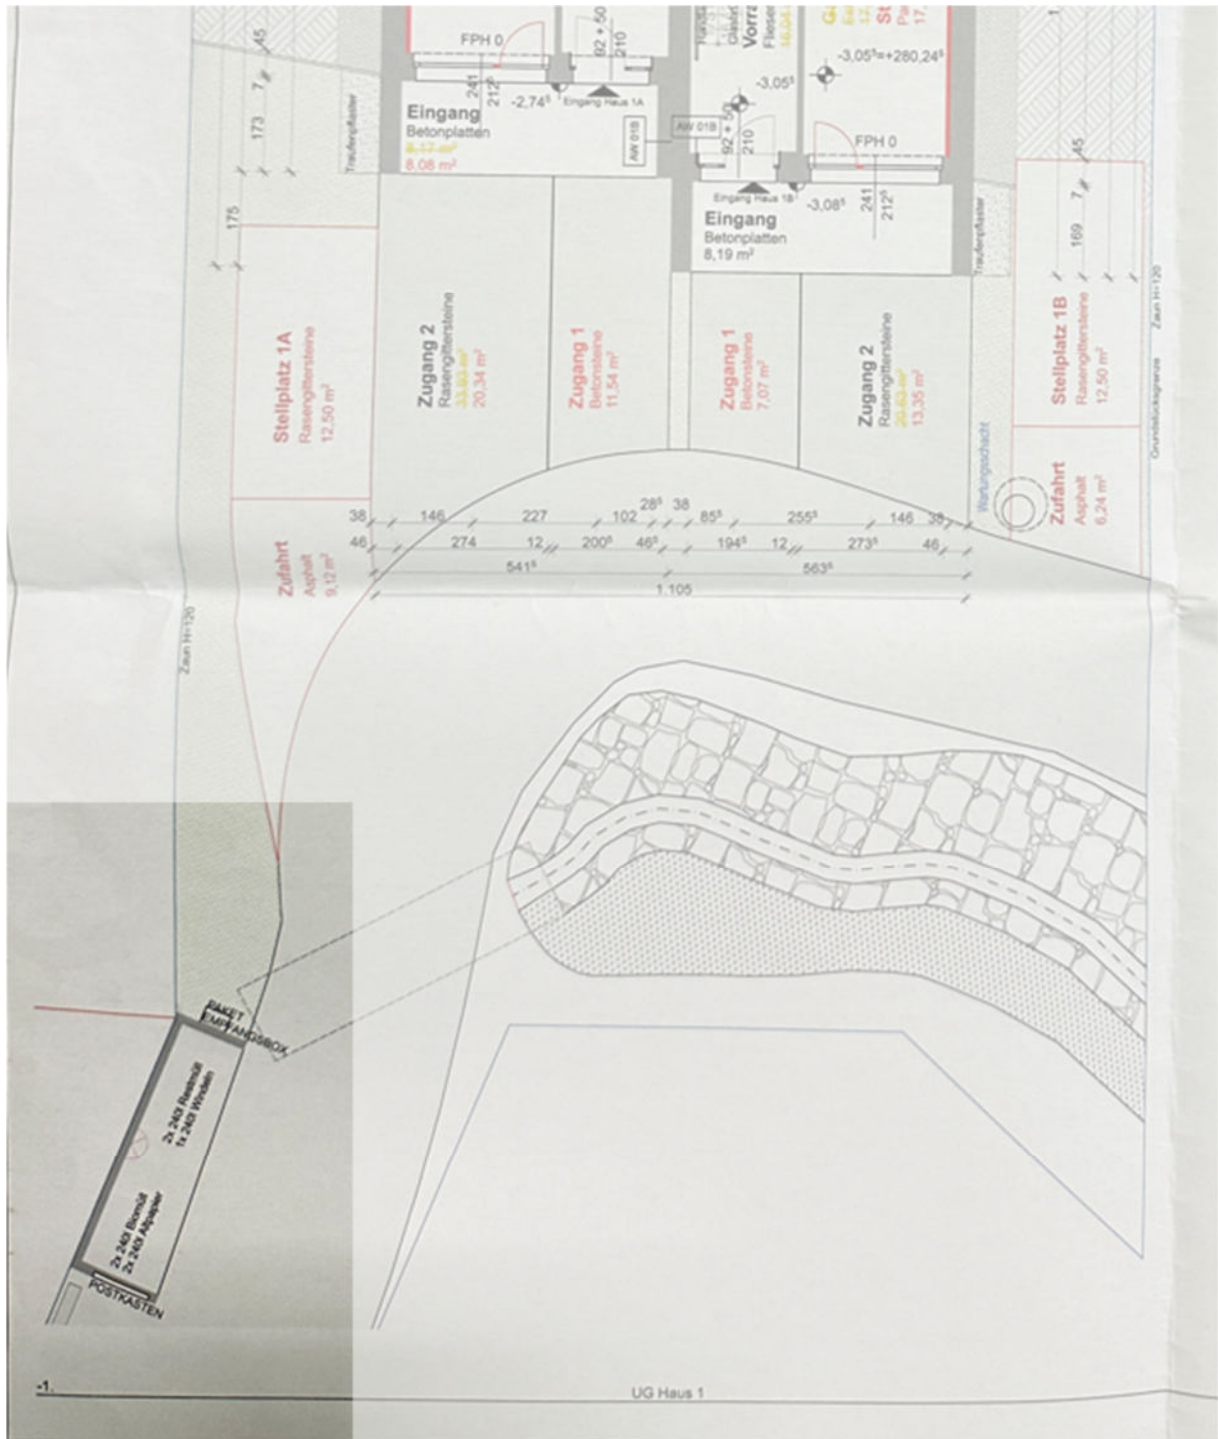 45
7
173
175
Traufenpflaster
FPH 0
241
212⁵
-2,74⁵
92 + 50
210
Eingang Haus 1A
Eingang
Betonplatten
8,17 m²
8,08 m²
AW 01B
AW 01B
Vorra
Fliese
-3,05⁵
-3,05⁵=+280,24⁵
92 + 50
210
FPH 0
Eingang Haus 1B
-3,08⁵
241
212⁵
Eingang
Betonplatten
8,19 m²
Traufenpflaster
45
7
169
Stellplatz 1A
Rasengittersteine
12,50 m²
Zugang 2
Rasengittersteine
20,34 m²
Zugang 1
Betonsteine
11,54 m²
Zugang 1
Betonsteine
7,07 m²
Zugang 2
Rasengittersteine
20,63 m²
13,35 m²
Stellplatz 1B
Rasengittersteine
12,50 m²
Zaun H=120
Grundstücksgrenze
Wartungsschacht
Zufahrt
Asphalt
6,24 m²
38 146 227 102 28⁵ 38 85⁵ 255⁵ 146 38
46 274 12 200⁵ 46⁵ 194⁵ 12 273⁵ 46
541⁵ 563⁵
1.105
Zufahrt
Asphalt
9,12 m²
Zaun H=120
PAKET
EMPFANGSBOX
2x 240l Restmüll
1x 240l Windeln
2x 240l Biomüll
2x 240l Altpapier
POSTKASTEN
-1.
UG Haus 1